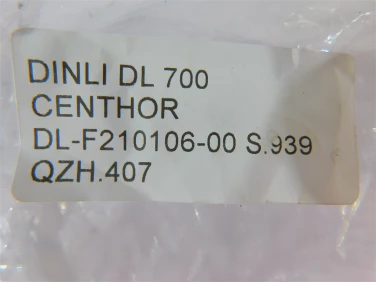 DINLI DL 700
CENTHOR
DL-F210106-00 S.939
QZH.407